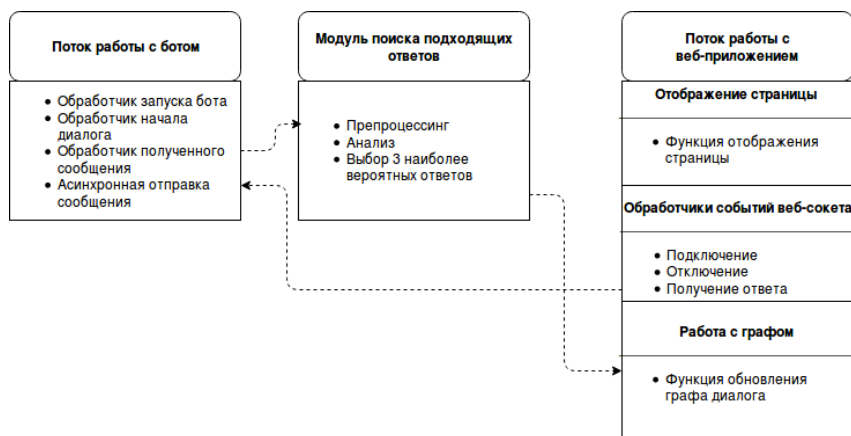 Поток работы с ботом
• Обработчик запуска бота
• Обработчик начала
диалога
• Обработчик полученного
сообщения
• Асинхронная отправка
сообщения
Модуль поиска подходящих
ответов
• Препроцессинг
• Анализ
• Выбор 3 наиболее
вероятных ответов
Поток работы с
веб-приложением
Отображение страницы
• Функция отображения
страницы
Обработчики событий веб-сокета
• Подключение
• Отключение
• Получение ответа
Работа с графом
• Функция обновления
графа диалога